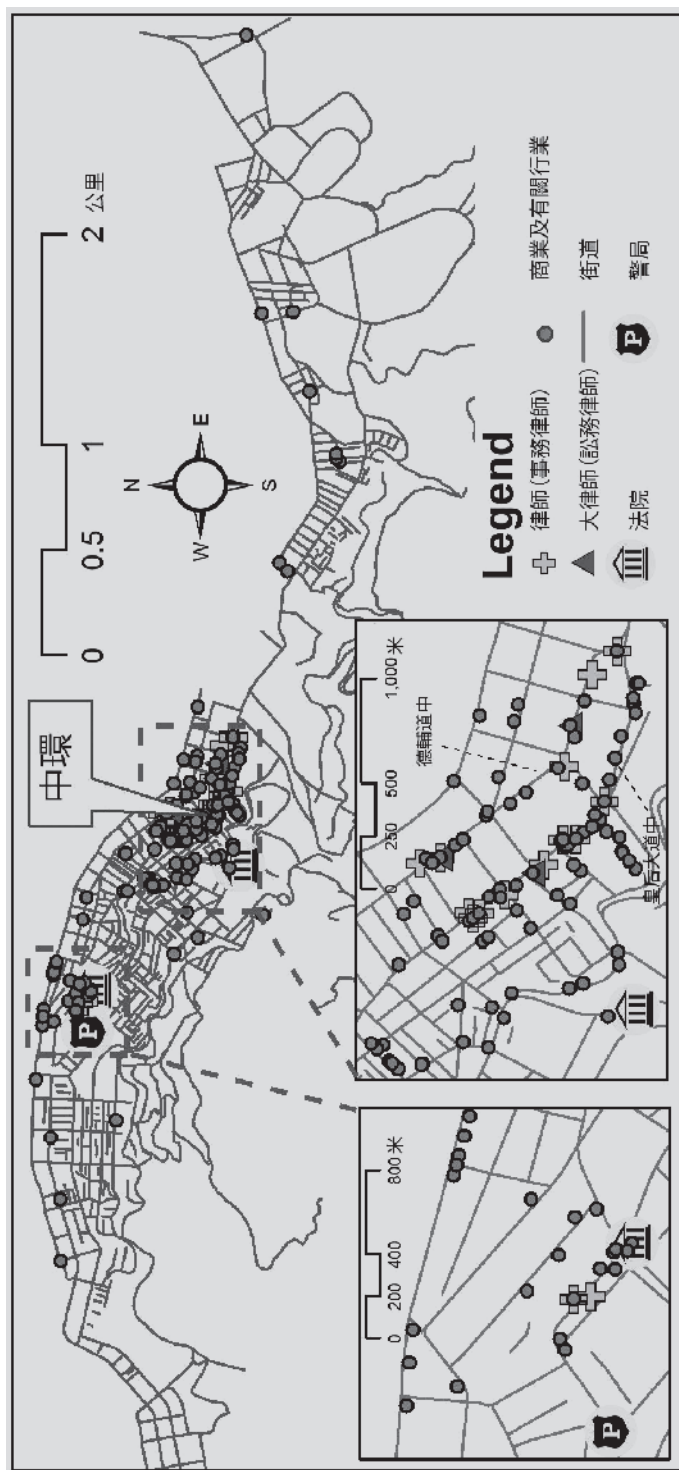 中環
0 0.5 1 2 公里
N
W E
S
Legend
律師(事務律師)
大律師(訟務律師)
法院
商業及有關行業
街道
警局
P
0 200 400 800 米
P
0 250 500 1,000 米
德輔道中
皇后大道中